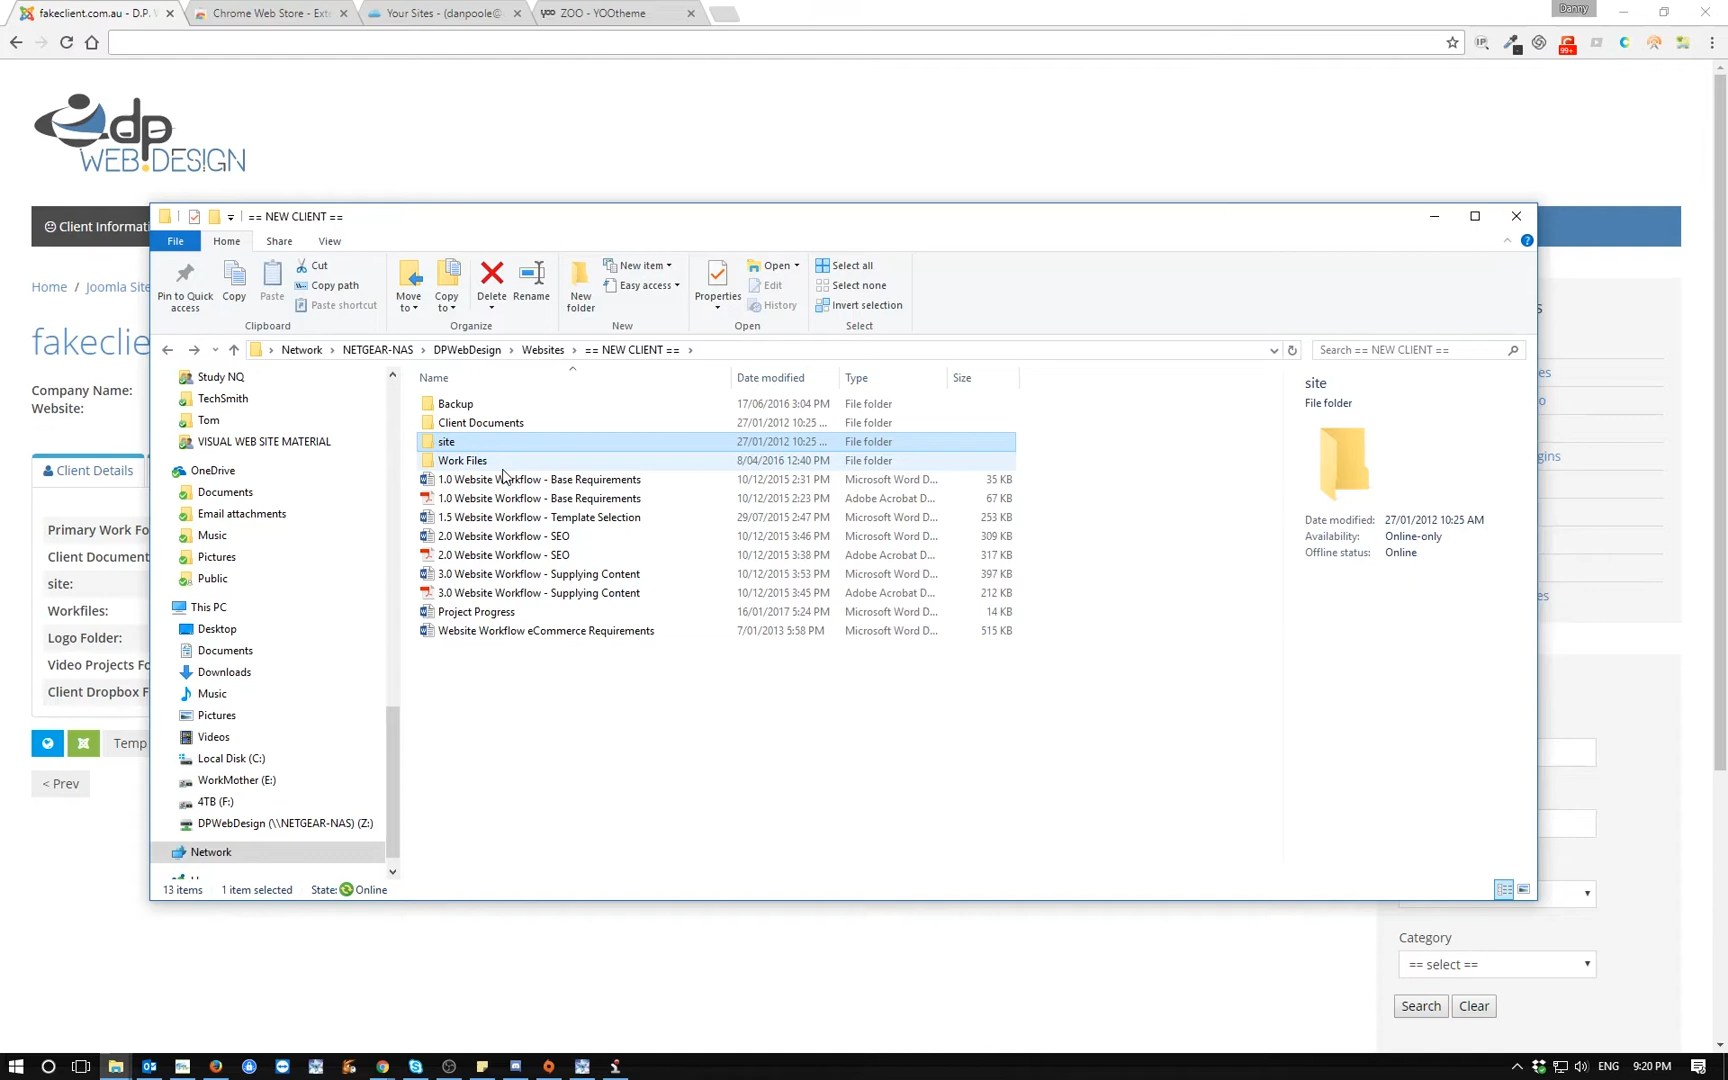 fakeclient.com.au - D.P. W
Chrome Web Store - Exte
Your Sites - (danpoole@
yoo ZOO - YOOtheme
Danny
IP
99+
dp
WEB.DESIGN
== NEW CLIENT ==
Client Informati
File Home Share View
Pin to Quick access
Copy
Paste
Cut
Copy path
Paste shortcut
Clipboard
Move to
Copy to
Delete
Rename
Organize
New folder
New item
Easy access
New
Properties
Open
Edit
History
Open
Select all
Select none
Invert selection
Select
Home / Joomla Site
fakeclie
Company Name:
Website:
Client Details
Primary Work Fo
Client Document
site:
Workfiles:
Logo Folder:
Video Projects Fo
Client Dropbox F
Temp
< Prev
Network > NETGEAR-NAS > DPWebDesign > Websites > == NEW CLIENT == >
Search == NEW CLIENT ==
Study NQ
TechSmith
Tom
VISUAL WEB SITE MATERIAL
OneDrive
Documents
Email attachments
Music
Pictures
Public
This PC
Desktop
Documents
Downloads
Music
Pictures
Videos
Local Disk (C:)
WorkMother (E:)
4TB (F:)
DPWebDesign (\\NETGEAR-NAS) (Z:)
Network
Name Date modified Type Size
Backup 17/06/2016 3:04 PM File folder
Client Documents 27/01/2012 10:25 ... File folder
site 27/01/2012 10:25 ... File folder
Work Files 8/04/2016 12:40 PM File folder
1.0 Website Workflow - Base Requirements 10/12/2015 2:31 PM Microsoft Word D... 35 KB
1.0 Website Workflow - Base Requirements 10/12/2015 2:23 PM Adobe Acrobat D... 67 KB
1.5 Website Workflow - Template Selection 29/07/2015 2:47 PM Microsoft Word D... 253 KB
2.0 Website Workflow - SEO 10/12/2015 3:46 PM Microsoft Word D... 309 KB
2.0 Website Workflow - SEO 10/12/2015 3:38 PM Adobe Acrobat D... 317 KB
3.0 Website Workflow - Supplying Content 10/12/2015 3:53 PM Microsoft Word D... 397 KB
3.0 Website Workflow - Supplying Content 10/12/2015 3:45 PM Adobe Acrobat D... 212 KB
Project Progress 16/01/2017 5:24 PM Microsoft Word D... 14 KB
Website Workflow eCommerce Requirements 7/01/2013 5:58 PM Microsoft Word D... 515 KB
site
File folder
Date modified: 27/01/2012 10:25 AM
Availability: Online-only
Offline status: Online
13 items 1 item selected State: Online
s
es
o
gins
es
Category
== select ==
Search Clear
ENG 9:20 PM